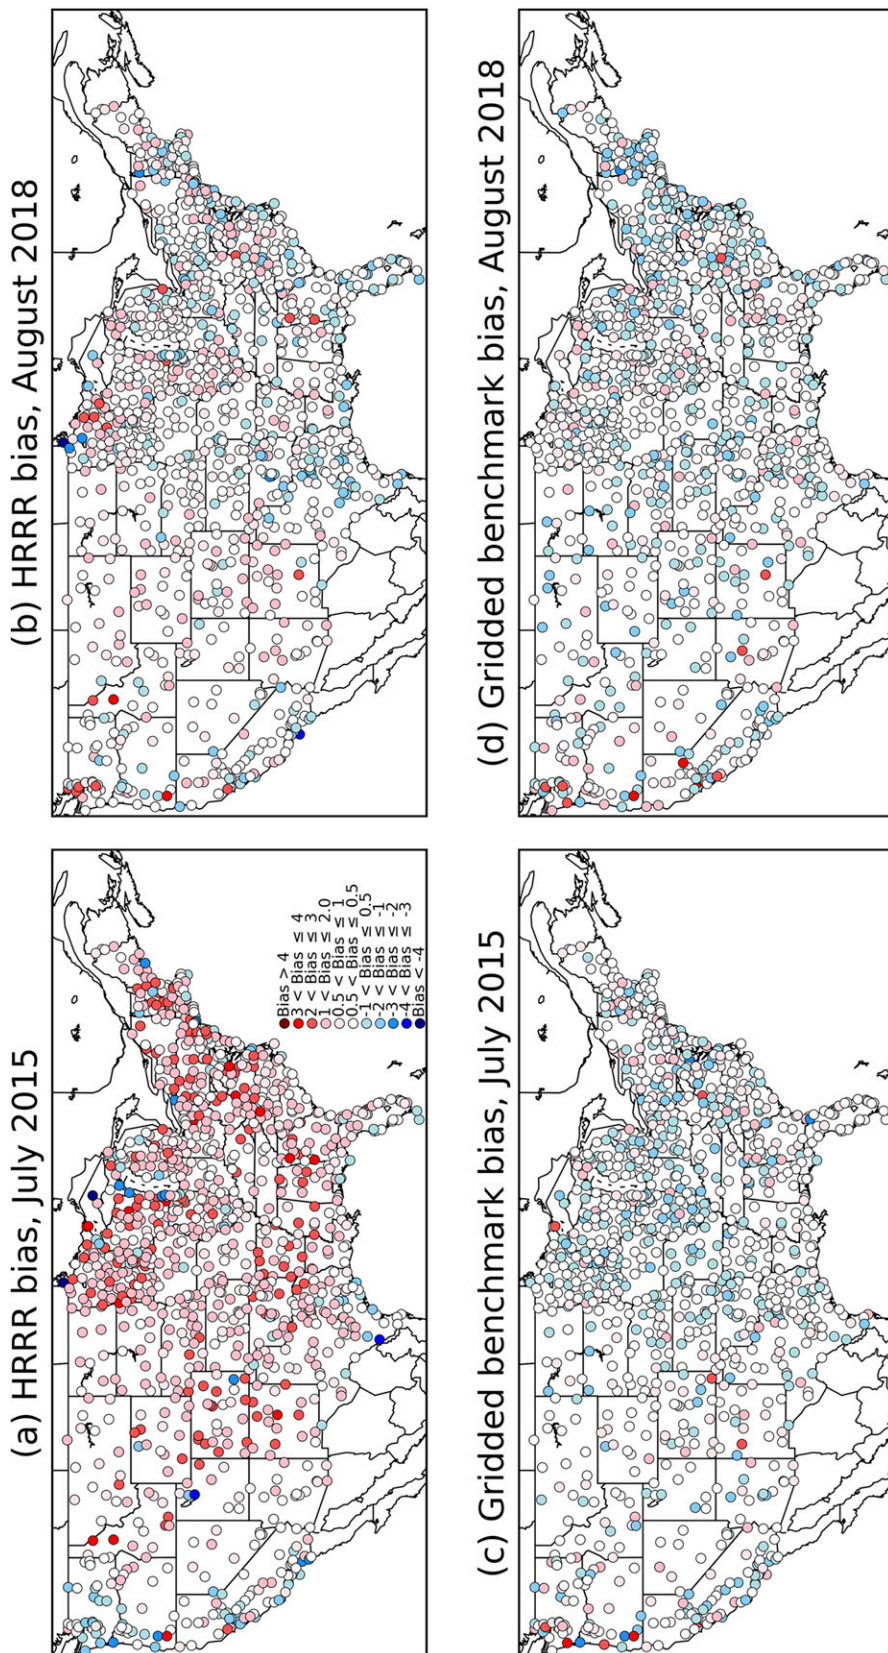 (a) HRRR bias, July 2015
Bias > 4
3 < Bias ≤ 4
2 < Bias ≤ 3
1 < Bias ≤ 2.0
0.5 < Bias ≤ 1
0.5 < Bias ≤ 0.5
-1 < Bias ≤ 0.5
-2 < Bias ≤ -1
-3 < Bias ≤ -2
-4 < Bias ≤ -3
Bias < -4
(b) HRRR bias, August 2018
(c) Gridded benchmark bias, July 2015
(d) Gridded benchmark bias, August 2018